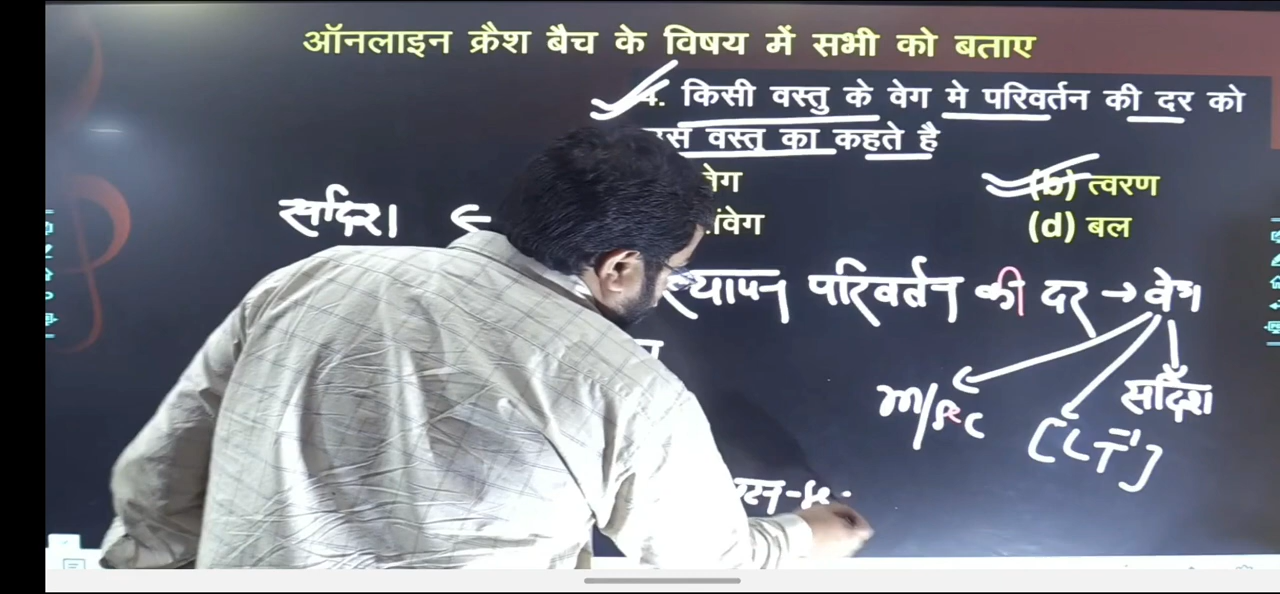 ऑनलाइन क्रैश बैच के विषय में सभी को बताए
4. किसी वस्तु के वेग मे परिवर्तन की दर को
वस्तु का कहते है
(b) त्वरण
(d) बल
सदिश
परिवर्तन की दर → वेग
m/sec
[LT⁻¹]
सदिश